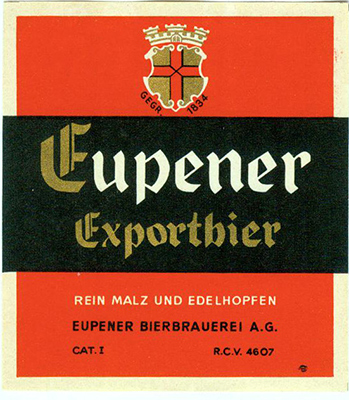 GEGR. 1834
Eupener
Exportbier
REIN MALZ UND EDELHOPFEN
EUPENER BIERBRAUEREI A.G.
CAT. I R.C.V. 4607